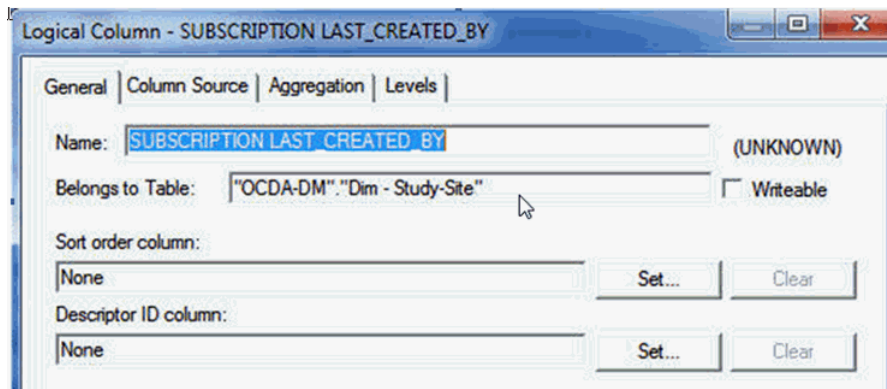 Logical Column - SUBSCRIPTION LAST_CREATED_BY
General Column Source Aggregation Levels
Name: SUBSCRIPTION LAST_CREATED_BY (UNKNOWN)
Belongs to Table: "OCDA-DM"."Dim - Study-Site" Writeable
Sort order column:
None Set... Clear
Descriptor ID column:
None Set... Clear